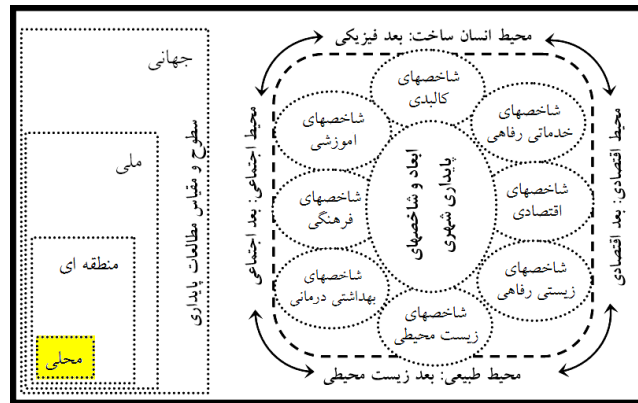 محیط انسان ساخت: بعد فیزیکی
محیط اقتصادی: بعد اقتصادی
شاخصهای
کالبدی
شاخصهای
خدماتی رفاهی
شاخصهای
اقتصادی
شاخصهای
زیستی رفاهی
شاخصهای
زیست محیطی
شاخصهای
بهداشتی درمانی
شاخصهای
فرهنگی
شاخصهای
اموزشی
ابعاد و شاخصهای
پایداری شهری
محیط اجتماعی: بعد اجتماعی
محیط طبیعی: بعد زیست محیطی
سطوح و مقیاس مطالعات پایداری
جهانی
ملی
منطقه ای
محلی